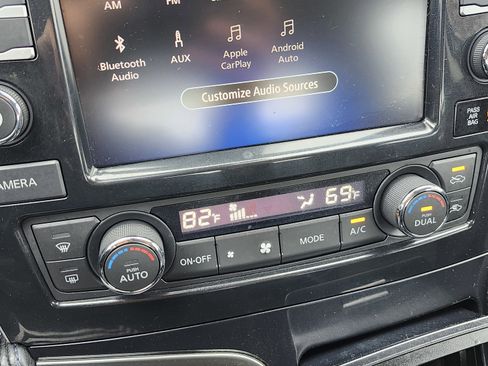 AM
FM
Bluetooth Audio
AUX
Apple CarPlay
Android Auto
Customize Audio Sources
CAMERA
PASS AIR BAG
82°F
69°F
PUSH AUTO
ON-OFF
MODE
A/C
PUSH DUAL